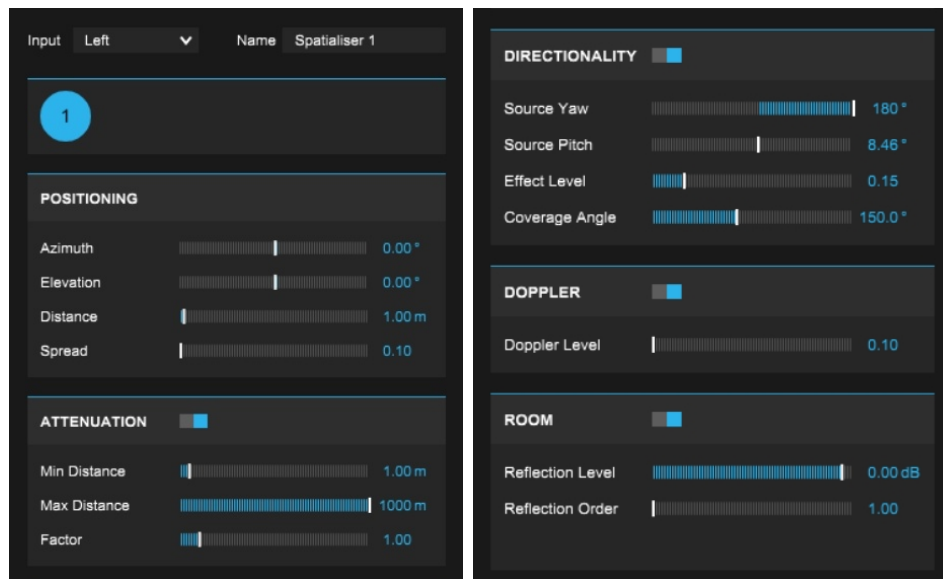 Input Left Name Spatialiser 1
1
POSITIONING
Azimuth 0.00 °
Elevation 0.00 °
Distance 1.00 m
Spread 0.10
ATTENUATION
Min Distance 1.00 m
Max Distance 1000 m
Factor 1.00
DIRECTIONALITY
Source Yaw 180 °
Source Pitch 8.46 °
Effect Level 0.15
Coverage Angle 150.0 °
DOPPLER
Doppler Level 0.10
ROOM
Reflection Level 0.00 dB
Reflection Order 1.00